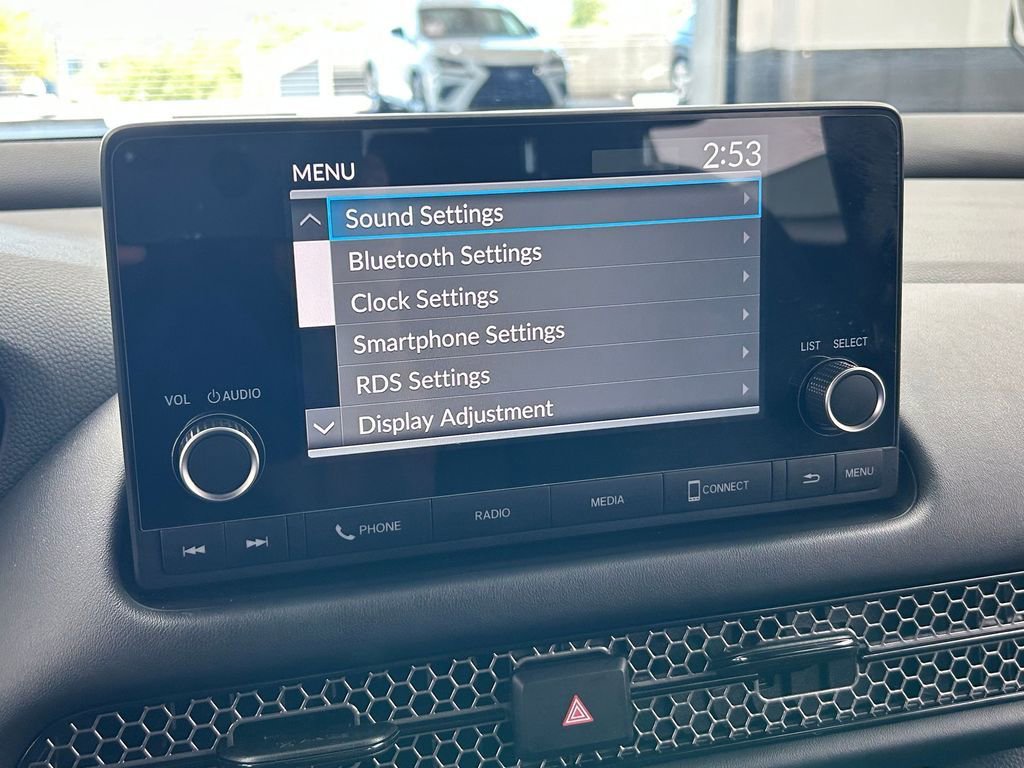 MENU 2:53
Sound Settings
Bluetooth Settings
Clock Settings
Smartphone Settings
RDS Settings
Display Adjustment
VOL AUDIO
LIST SELECT
PHONE RADIO MEDIA CONNECT MENU